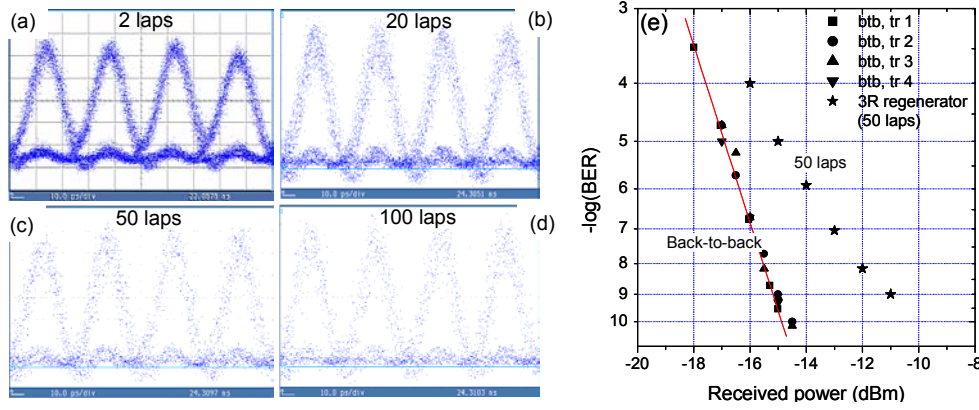 (a)
2 laps
10.0 ps/div
22.0876 ns
20 laps
(b)
10.0 ps/div
24.3051 ns
(c)
50 laps
10.0 ps/div
24.3097 ns
100 laps
(d)
10.0 ps/div
24.3103 ns
(e)
btb, tr 1
btb, tr 2
btb, tr 3
btb, tr 4
3R regenerator
(50 laps)
50 laps
Back-to-back
-log(BER)
3
4
5
6
7
8
9
10
-20 -18 -16 -14 -12 -10 -8
Received power (dBm)